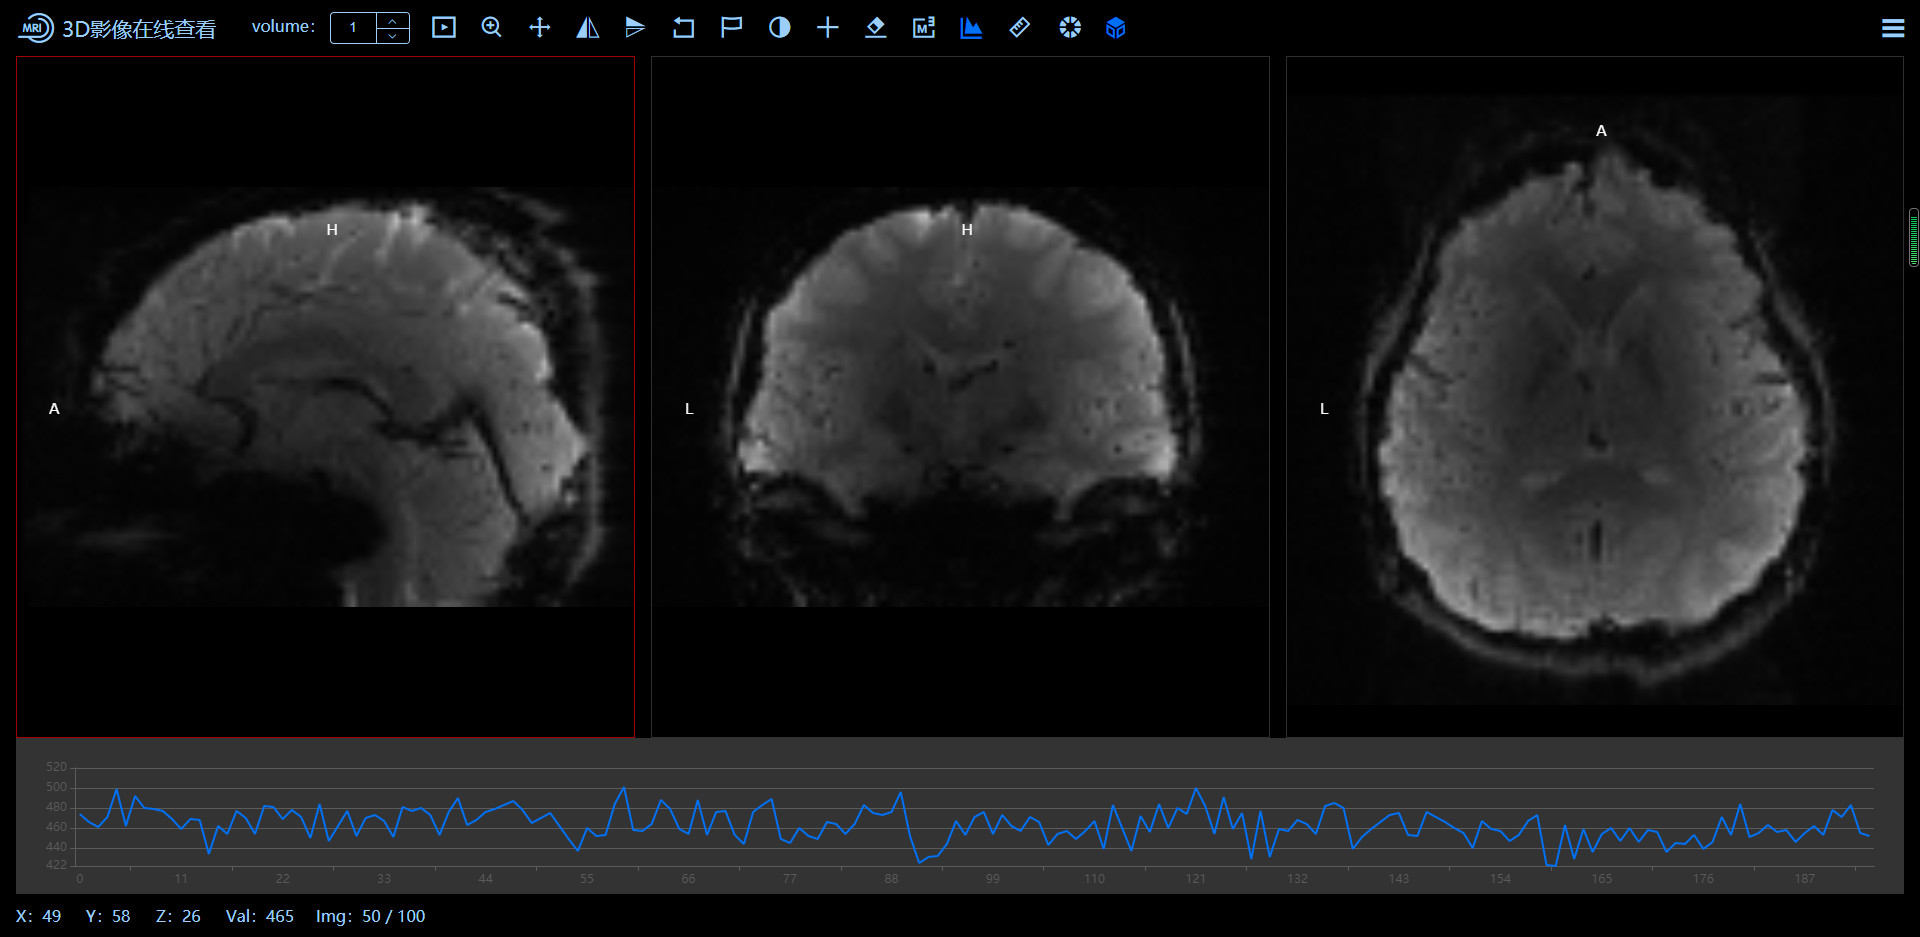 MRI 3D影像在线查看 volume: 1 M3
H
H
A
A
L
L
520
500
480
460
440
422
0 11 22 33 44 55 66 77 88 99 110 121 132 143 154 165 176 187
X: 49 Y: 58 Z: 26 Val: 465 Img: 50 / 100